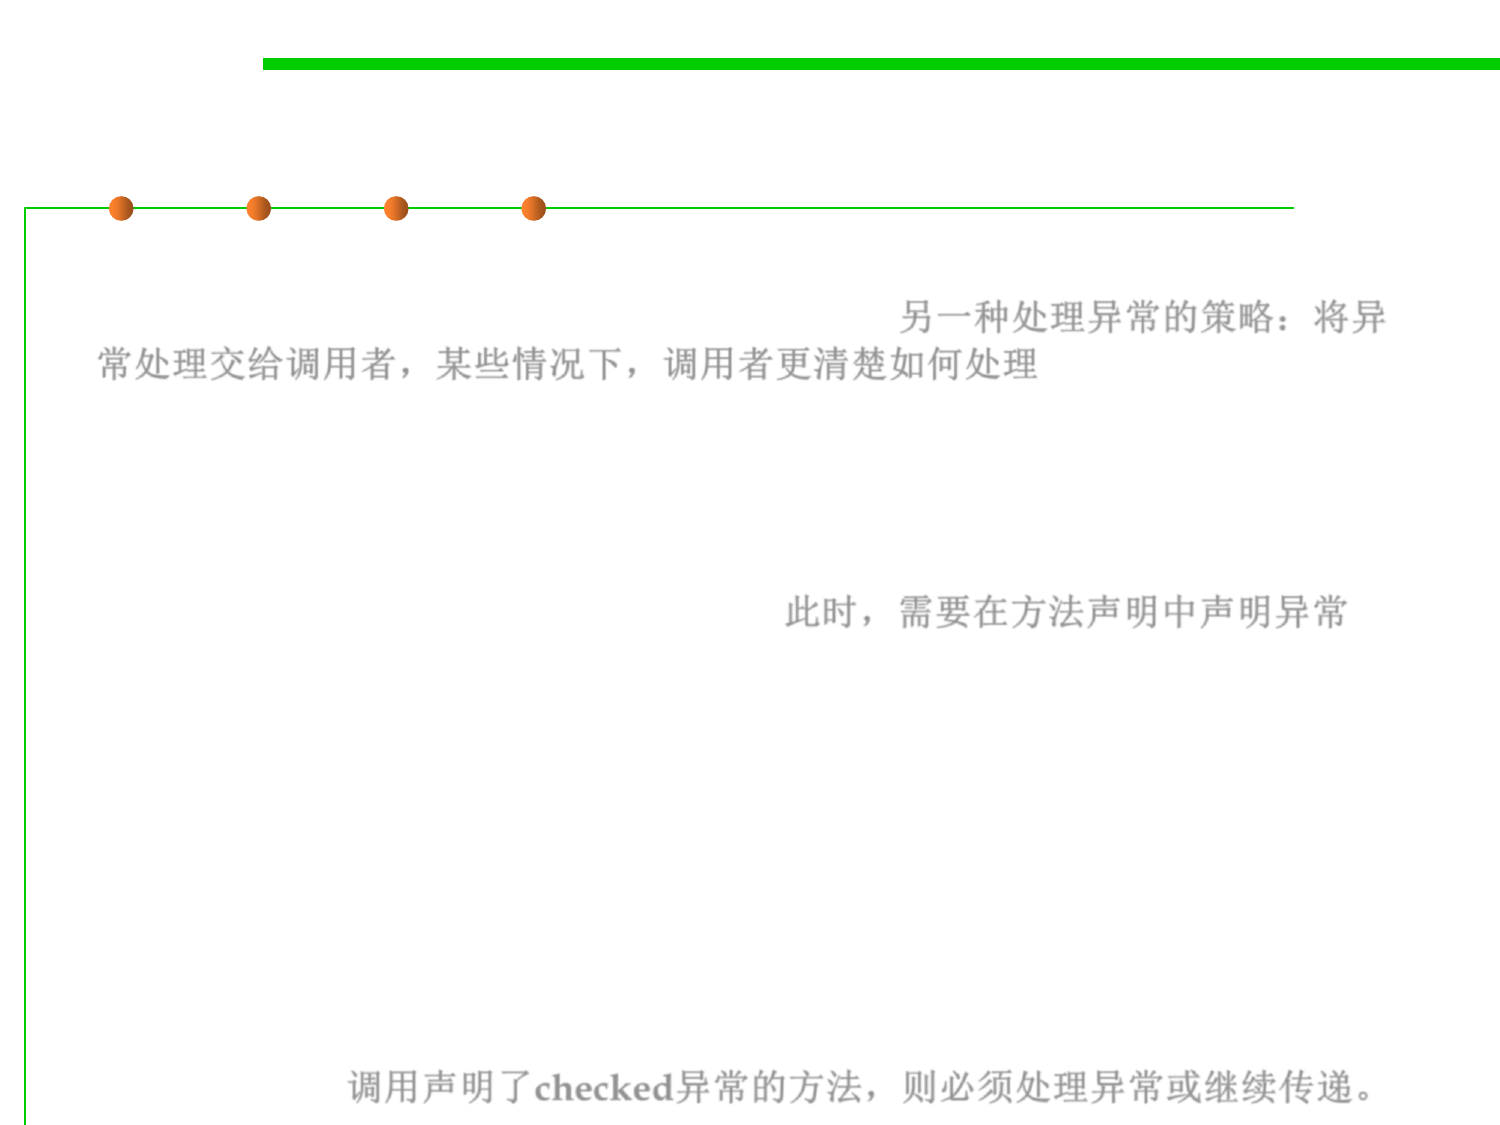 另一种处理异常的策略：将异
常处理交给调用者，某些情况下，调用者更清楚如何处理
此时，需要在方法声明中声明异常
调用声明了checked异常的方法，则必须处理异常或继续传递。